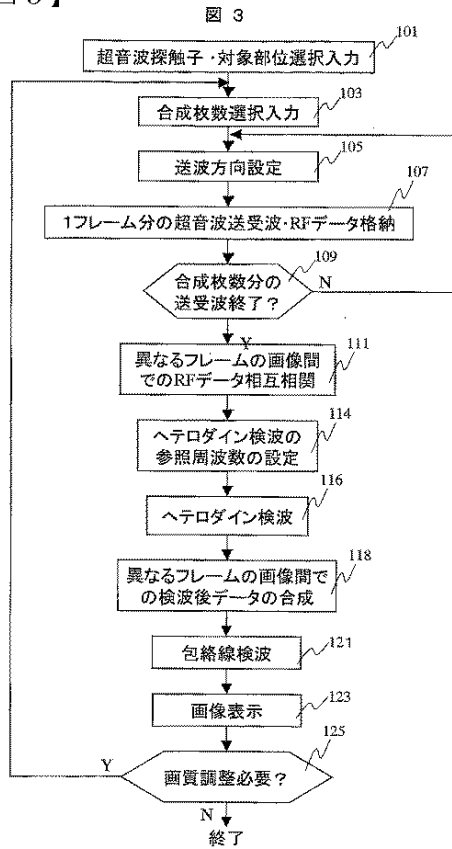 図３
101
超音波探触子・対象部位選択入力
103
合成枚数選択入力
105
送波方向設定
107
1フレーム分の超音波送受波・RFデータ格納
109
合成枚数分の
送受波終了？
N
Y
111
異なるフレームの画像間
でのRFデータ相互相関
114
ヘテロダイン検波の
参照周波数の設定
116
ヘテロダイン検波
118
異なるフレームの画像間で
の検波後データの合成
121
包絡線検波
123
画像表示
125
Y
画質調整必要？
N
終了